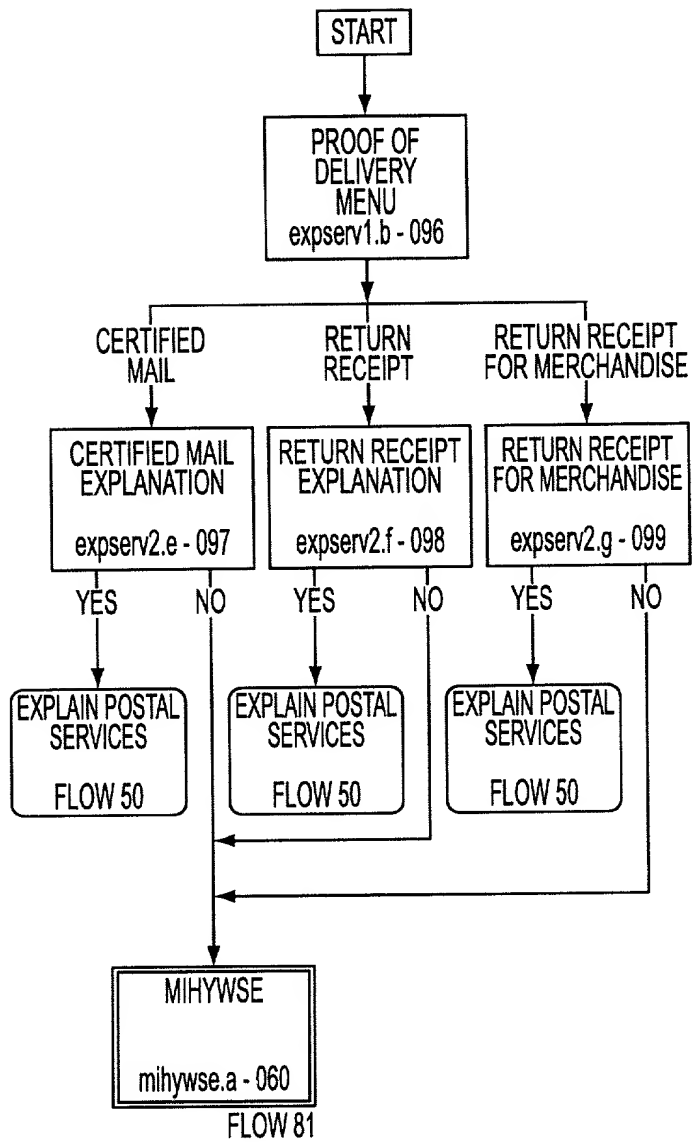 START
PROOF OF
DELIVERY
MENU
expserv1.b - 096
CERTIFIED
MAIL
RETURN
RECEIPT
RETURN RECEIPT
FOR MERCHANDISE
CERTIFIED MAIL
EXPLANATION
expserv2.e - 097
RETURN RECEIPT
EXPLANATION
expserv2.f - 098
RETURN RECEIPT
FOR MERCHANDISE
expserv2.g - 099
YES
NO
YES
NO
YES
NO
EXPLAIN POSTAL
SERVICES
FLOW 50
EXPLAIN POSTAL
SERVICES
FLOW 50
EXPLAIN POSTAL
SERVICES
FLOW 50
MIHYWSE
mihywse.a - 060
FLOW 81